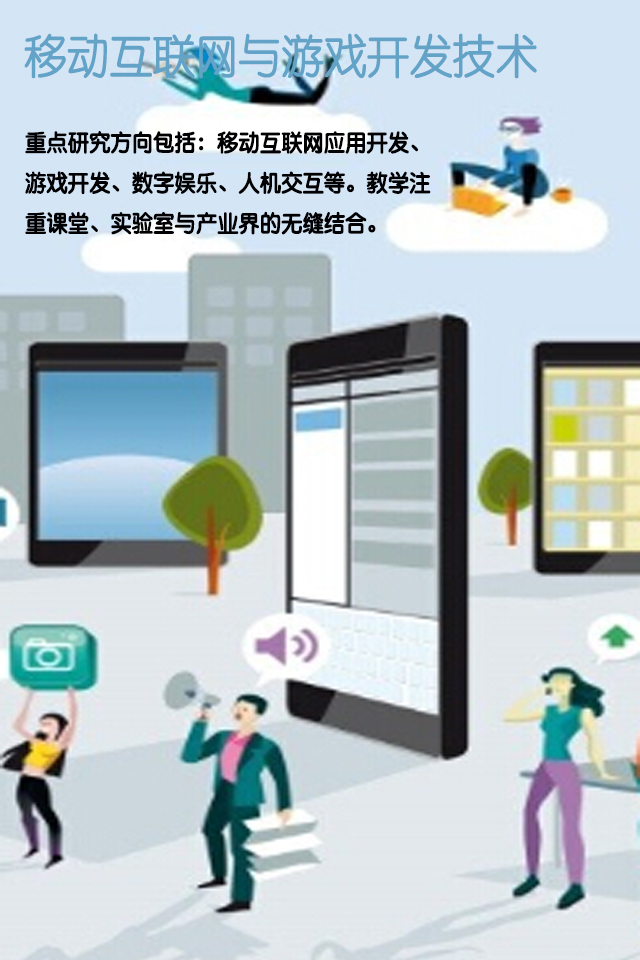 移动互联网与游戏开发技术
重点研究方向包括：移动互联网应用开发、
游戏开发、数字娱乐、人机交互等。教学注
重课堂、实验室与产业界的无缝结合。